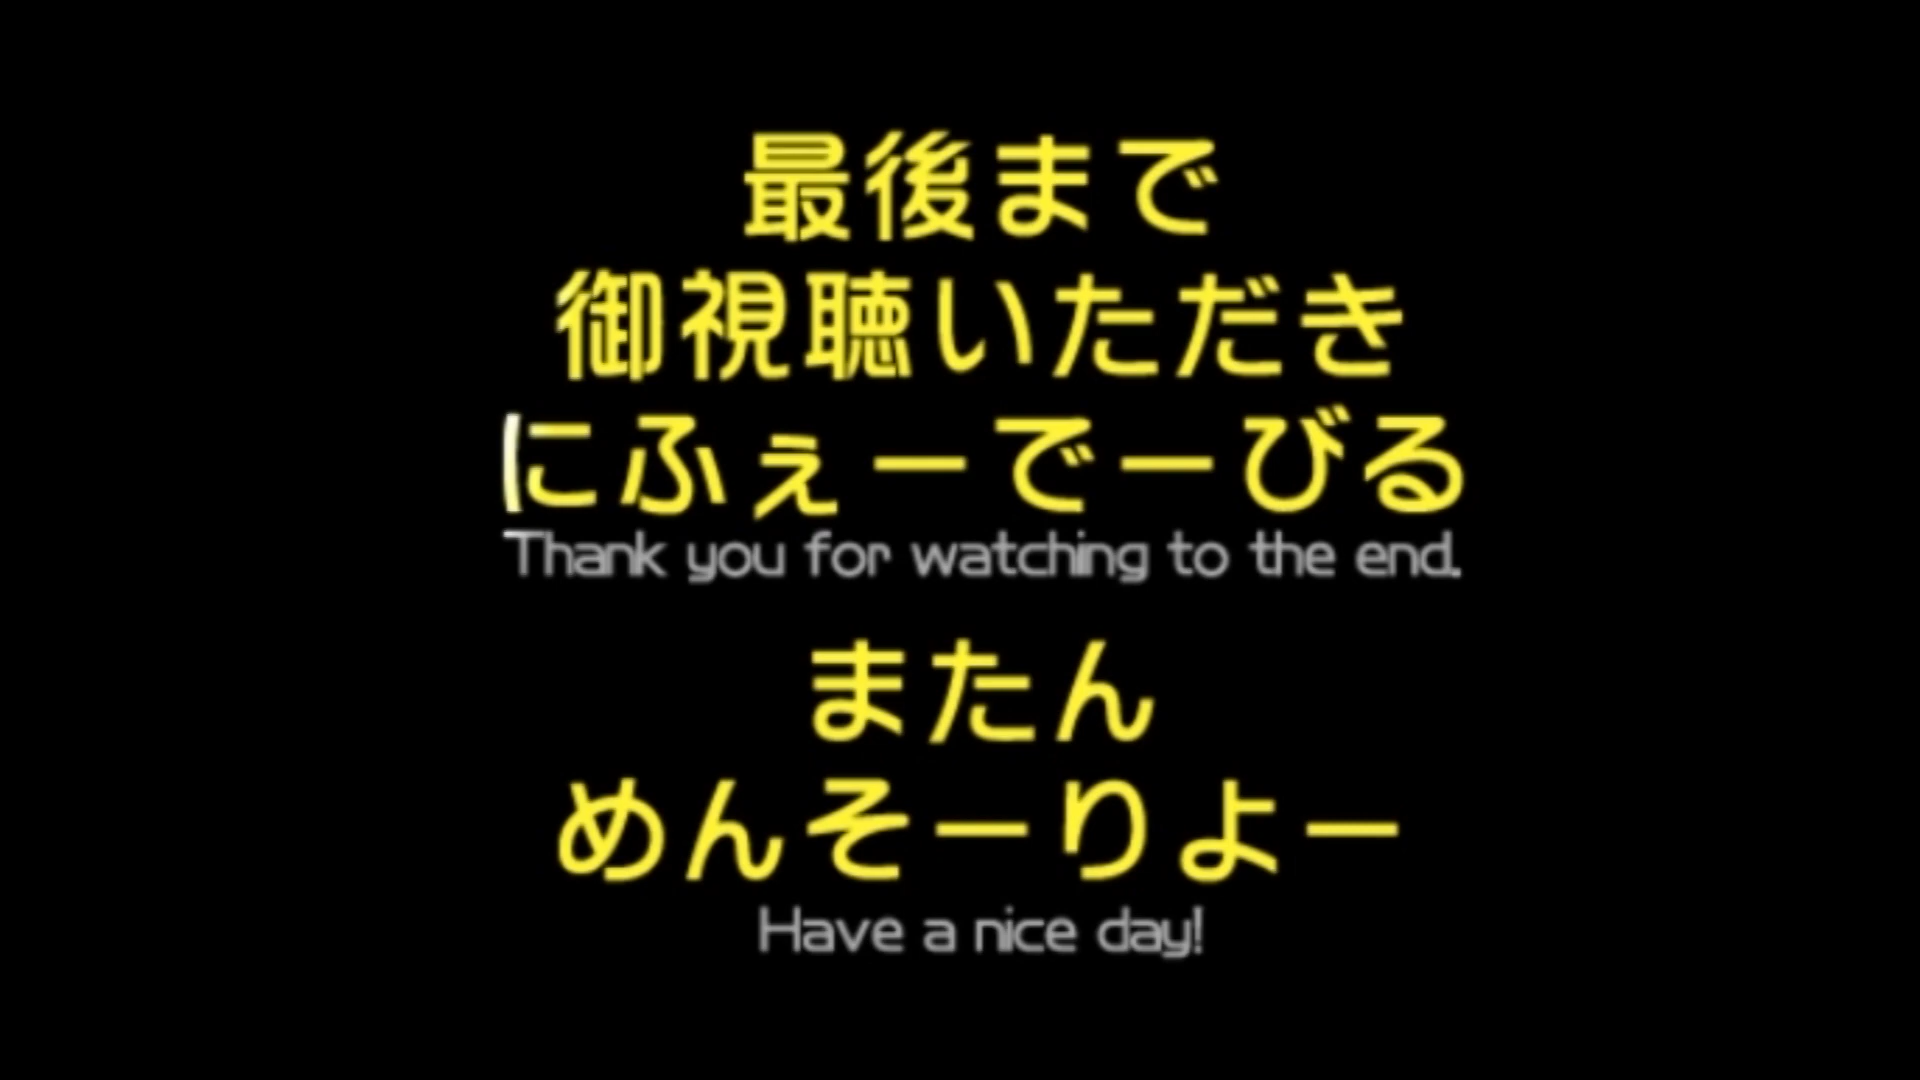 最後まで
御視聴いただき
にふぇーでーびる
Thank you for watching to the end.
またん
めんそーりよー
Have a nice day!